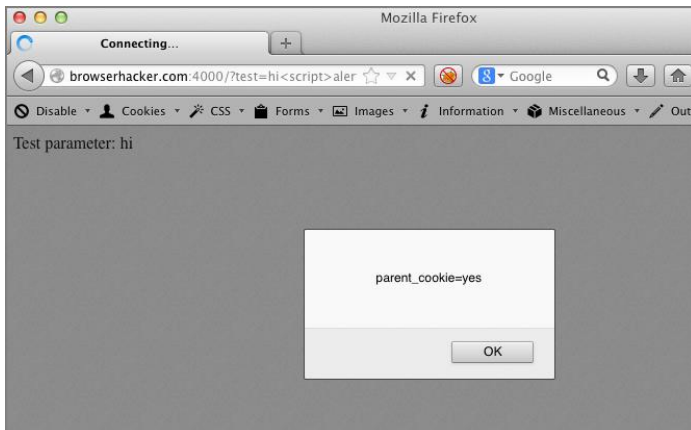 Mozilla Firefox
Connecting...
browserhacker.com:4000/?test=hi<script>aler
Google
Disable Cookies CSS Forms Images Information Miscellaneous Out
Test parameter: hi
parent_cookie=yes
OK